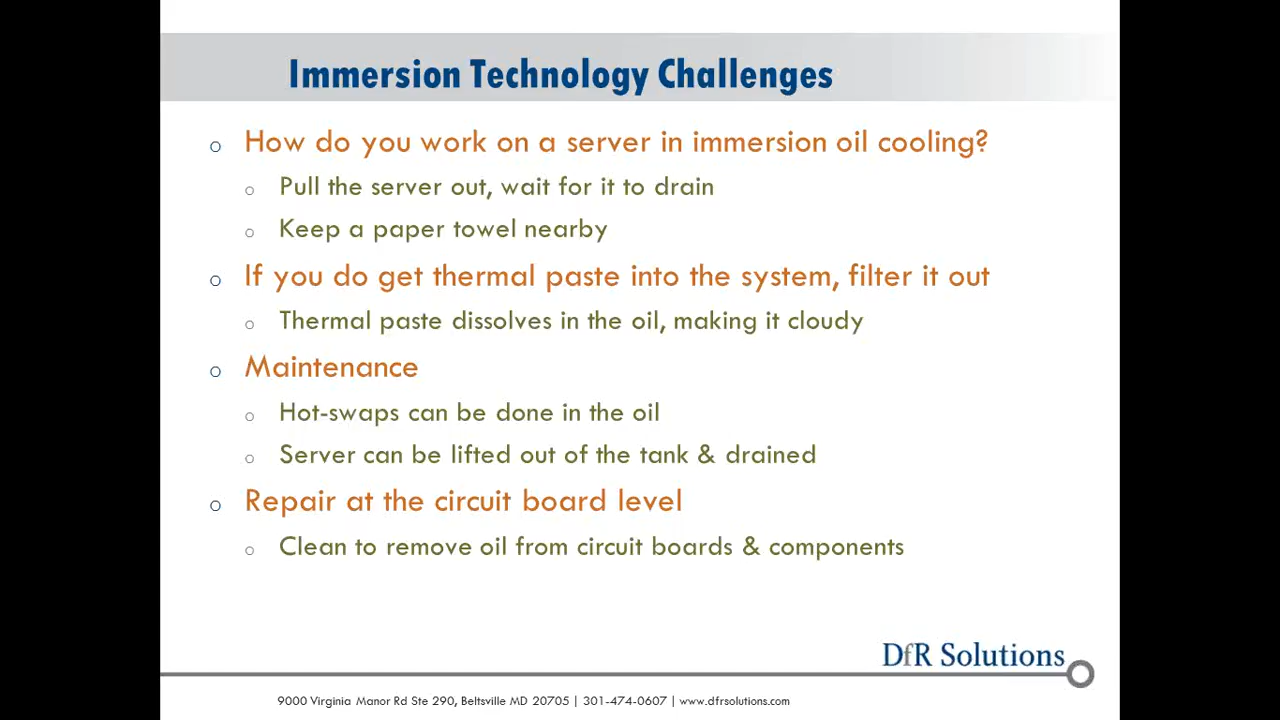 Immersion Technology Challenges
o How do you work on a server in immersion oil cooling?
o Pull the server out, wait for it to drain
o Keep a paper towel nearby
o If you do get thermal paste into the system, filter it out
o Thermal paste dissolves in the oil, making it cloudy
o Maintenance
o Hot-swaps can be done in the oil
o Server can be lifted out of the tank & drained
o Repair at the circuit board level
o Clean to remove oil from circuit boards & components
DfR Solutions
9000 Virginia Manor Rd Ste 290, Beltsville MD 20705 | 301-474-0607 | www.dfrsolutions.com